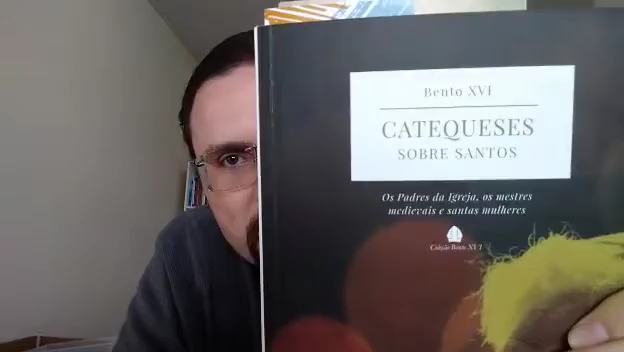 Bento XVI
CATEQUESES
SOBRE SANTOS
Os Padres da Igreja, os mestres
medievais e santas mulheres
Coleção Bento XVI